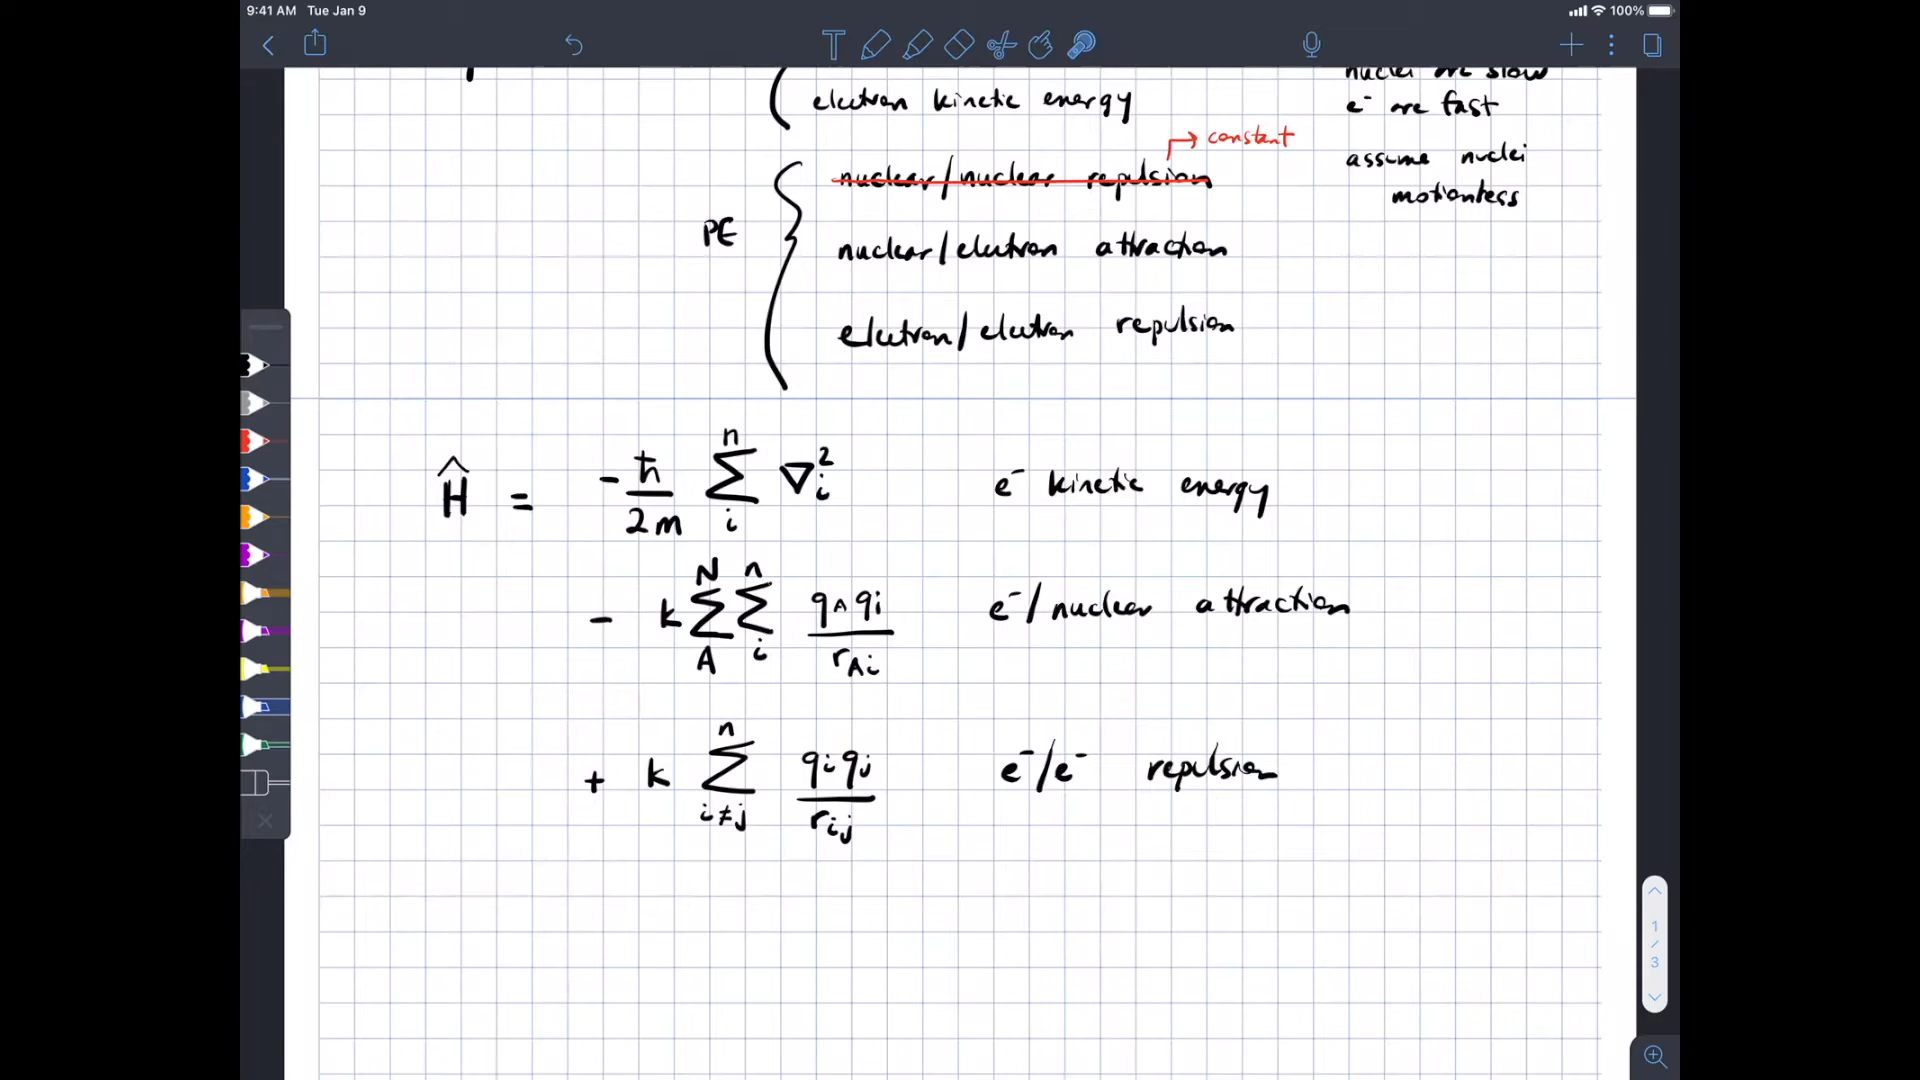 9:41 AM Tue Jan 9
100%
nuclei are slow
electron kinetic energy
e⁻ are fast
constant
nuclear/nuclear repulsion
assume nuclei
motionless
PE
nuclear/electron attraction
electron/electron repulsion
Ĥ = -ħ/2m Σ_i^n ∇_i^2 e⁻ kinetic energy
- k Σ_A^N Σ_i^n q_A q_i / r_Ai e⁻/nuclear attraction
+ k Σ_{i≠j}^n q_i q_j / r_ij e⁻/e⁻ repulsion
1
/
3